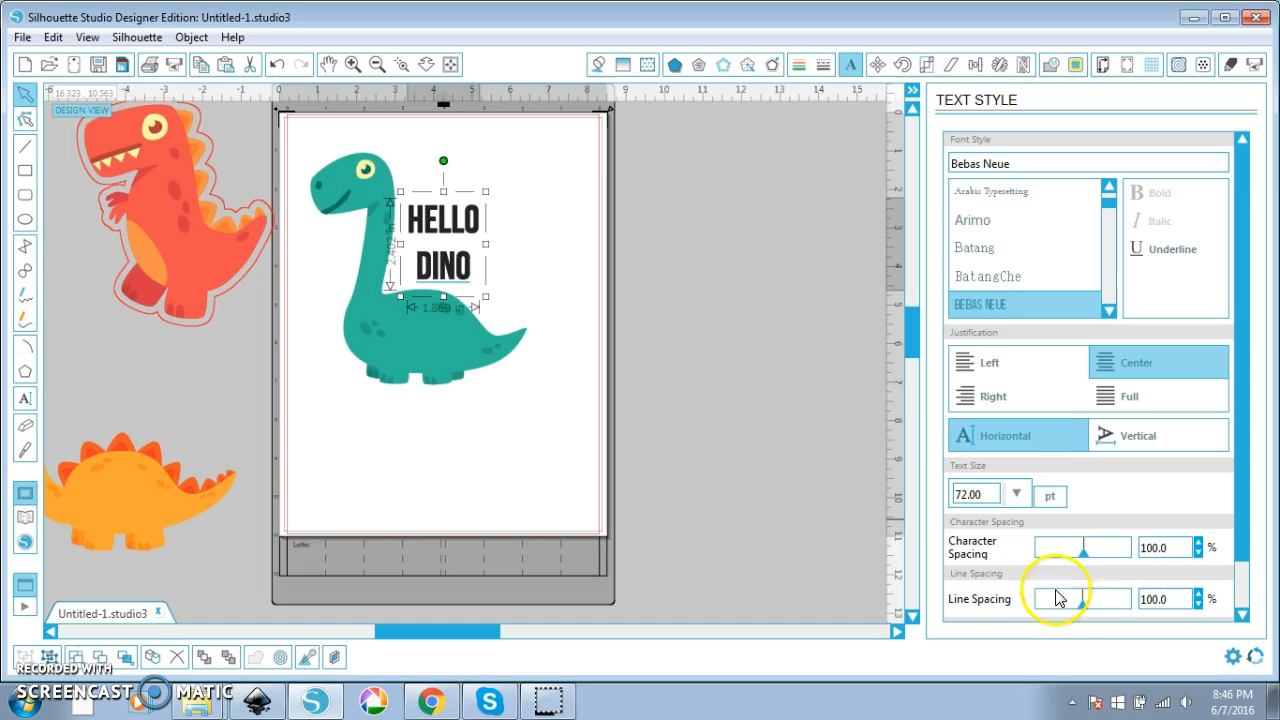 Silhouette Studio Designer Edition: Untitled-1.studio3
File Edit View Silhouette Object Help
16.323 , 10.563
DESIGN VIEW
HELLO
DINO
1.869 in
Letter
TEXT STYLE
Font Style
Bebas Neue
Arabic Typesetting
Arimo
Batang
BatangChe
BEBAS NEUE
B Bold
I Italic
U Underline
Justification
Left Center
Right Full
Horizontal Vertical
Text Size
72.00 pt
Character Spacing
Character
Spacing 100.0 %
Line Spacing
Line Spacing 100.0 %
Untitled-1.studio3 x
RECORDED WITH
SCREENCAST MATIC
8:46 PM
6/7/2016